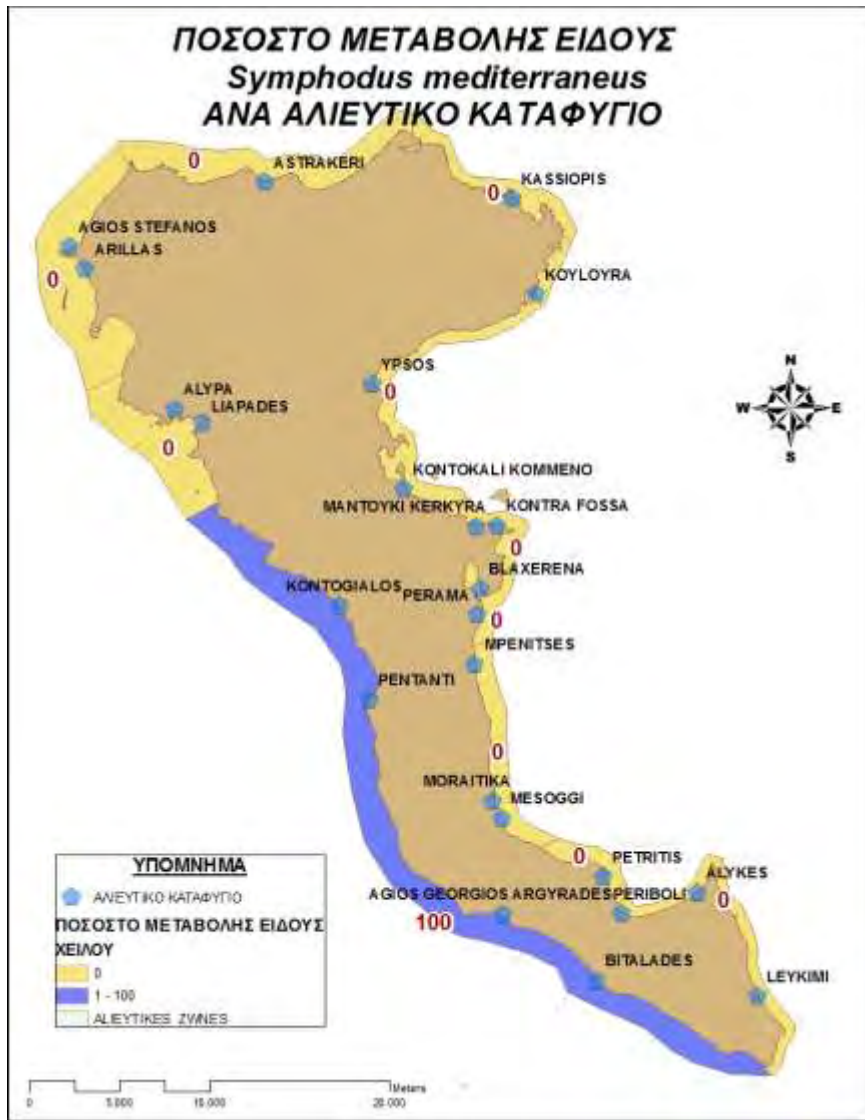 ΠΟΣΟΣΤΟ ΜΕΤΑΒΟΛΗΣ ΕΙΔΟΥΣ
Symphodus mediterraneus
ΑΝΑ ΑΛΙΕΥΤΙΚΟ ΚΑΤΑΦΥΓΙΟ
0
ASTRAKERI
KASSIOPIS
0
AGIOS STEFANOS
ARILLAS
0
KOYLOYRA
YPSOS
0
ALYPA
LIAPADES
0
N
W E
S
KONTOKALI KOMMENO
MANTOYKI KERKYRA
KONTRA FOSSA
0
BLAXERENA
KONTOGIALOS
PERAMA
0
MPENITSES
PENTANTI
0
MORAITIKA
MESOGGI
0
PETRITIS
ALYKES
AGIOS GEORGIOS ARGYRADES
PERIBOLI
0
100
BITALADES
LEYKIMI
ΥΠΟΜΝΗΜΑ
ΑΛΙΕΥΤΙΚΟ ΚΑΤΑΦΥΓΙΟ
ΠΟΣΟΣΤΟ ΜΕΤΑΒΟΛΗΣ ΕΙΔΟΥΣ
ΧΕΙΛΟΥ
0
1 - 100
ALIEYTIKES ZWNES
Meters
0 5.000 10.000 20.000